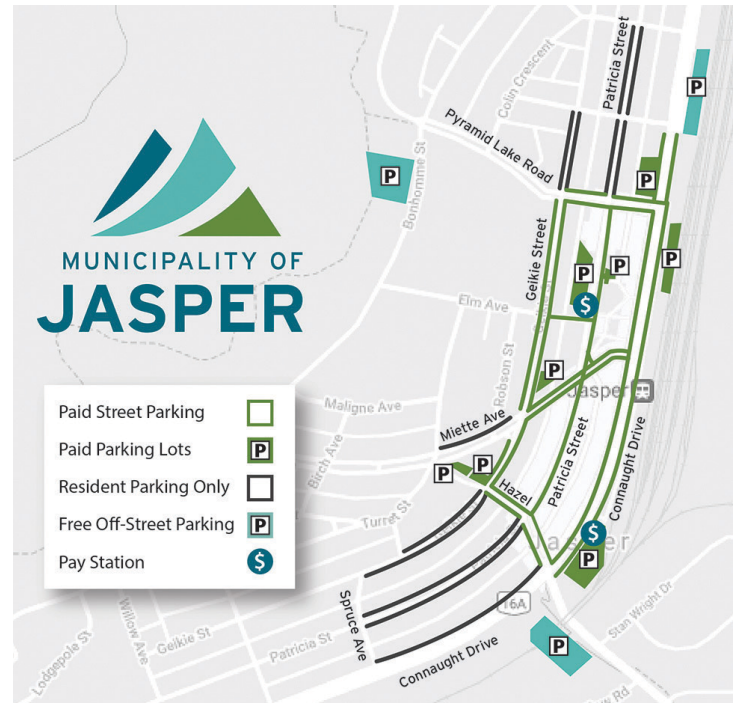 MUNICIPALITY OF
JASPER
Paid Street Parking
Paid Parking Lots
P
Resident Parking Only
Free Off-Street Parking
P
Pay Station
$
Patricia Street
Colin Crescent
P
Pyramid Lake Road
P
Bonhomme St
P
Geikie Street
P
P
P
$
Elm Ave
Robson St
P
Jasper
Maligne Ave
Miette Ave
Birch Ave
Patricia Street
Connaught Drive
P
P
Hazel
Turret St
$
Jasper
P
16A
Spruce Ave
Stan Wright Dr
Willow Ave
Geikie St
Patricia St
Lodgepole St
Connaught Drive
P
Rd